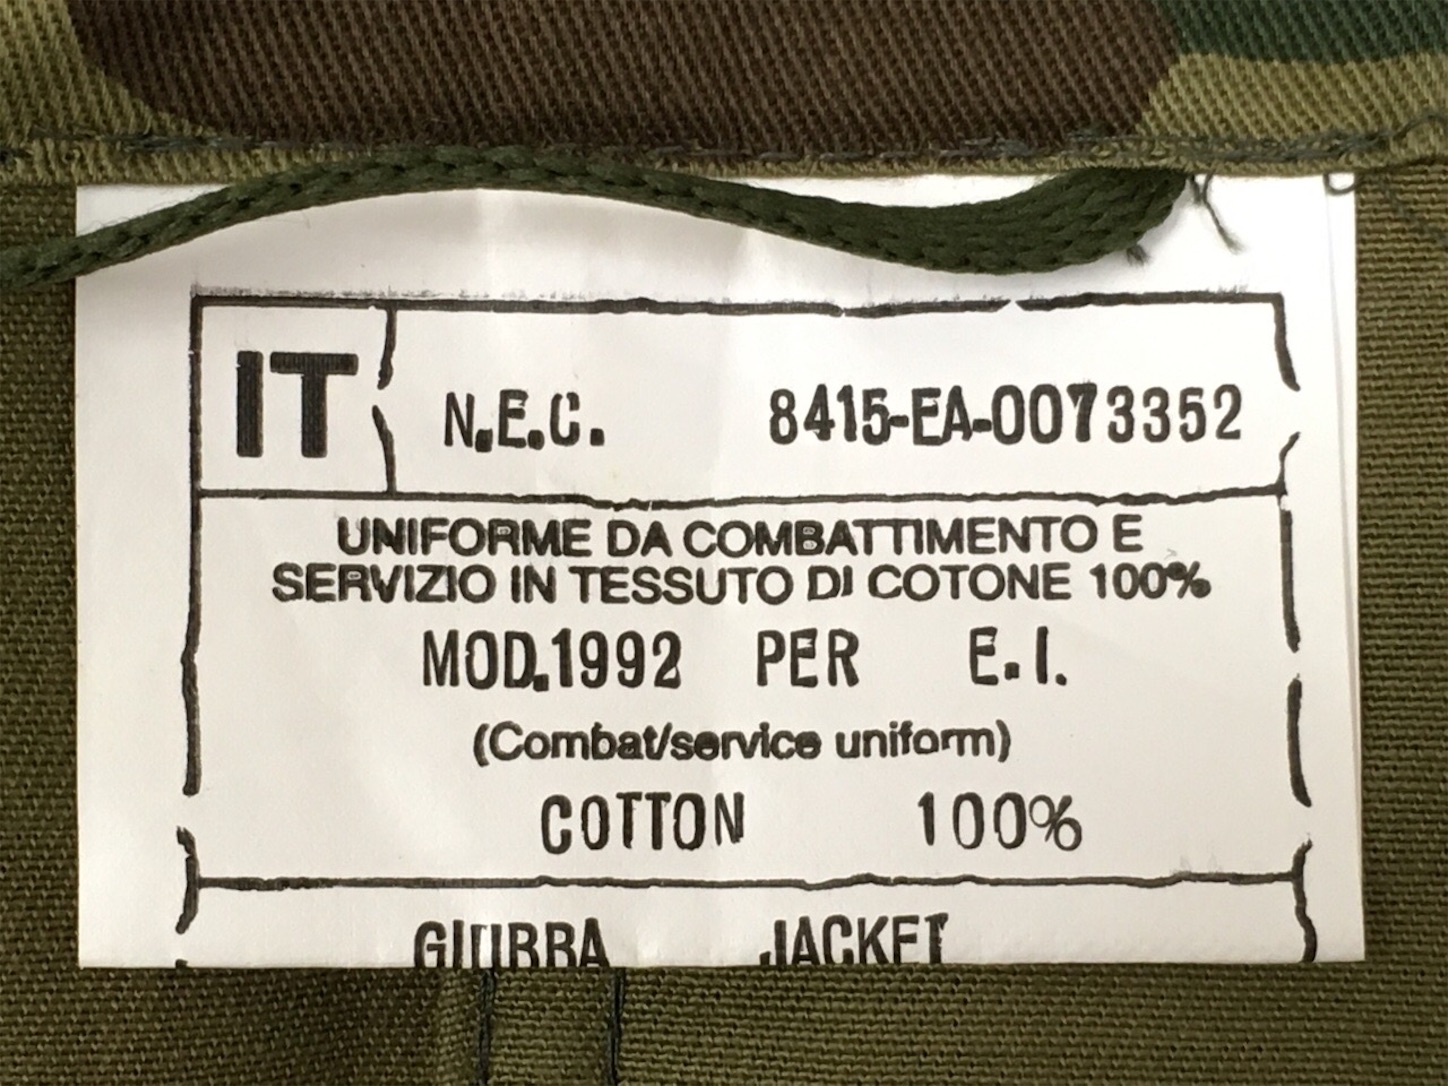 IT N.E.C. 8415-EA-0073352
UNIFORME DA COMBATTIMENTO E
SERVIZIO IN TESSUTO DI COTONE 100%
MOD.1992 PER E.I.
(Combat/service uniform)
COTTON 100%
GIUBBA JACKET